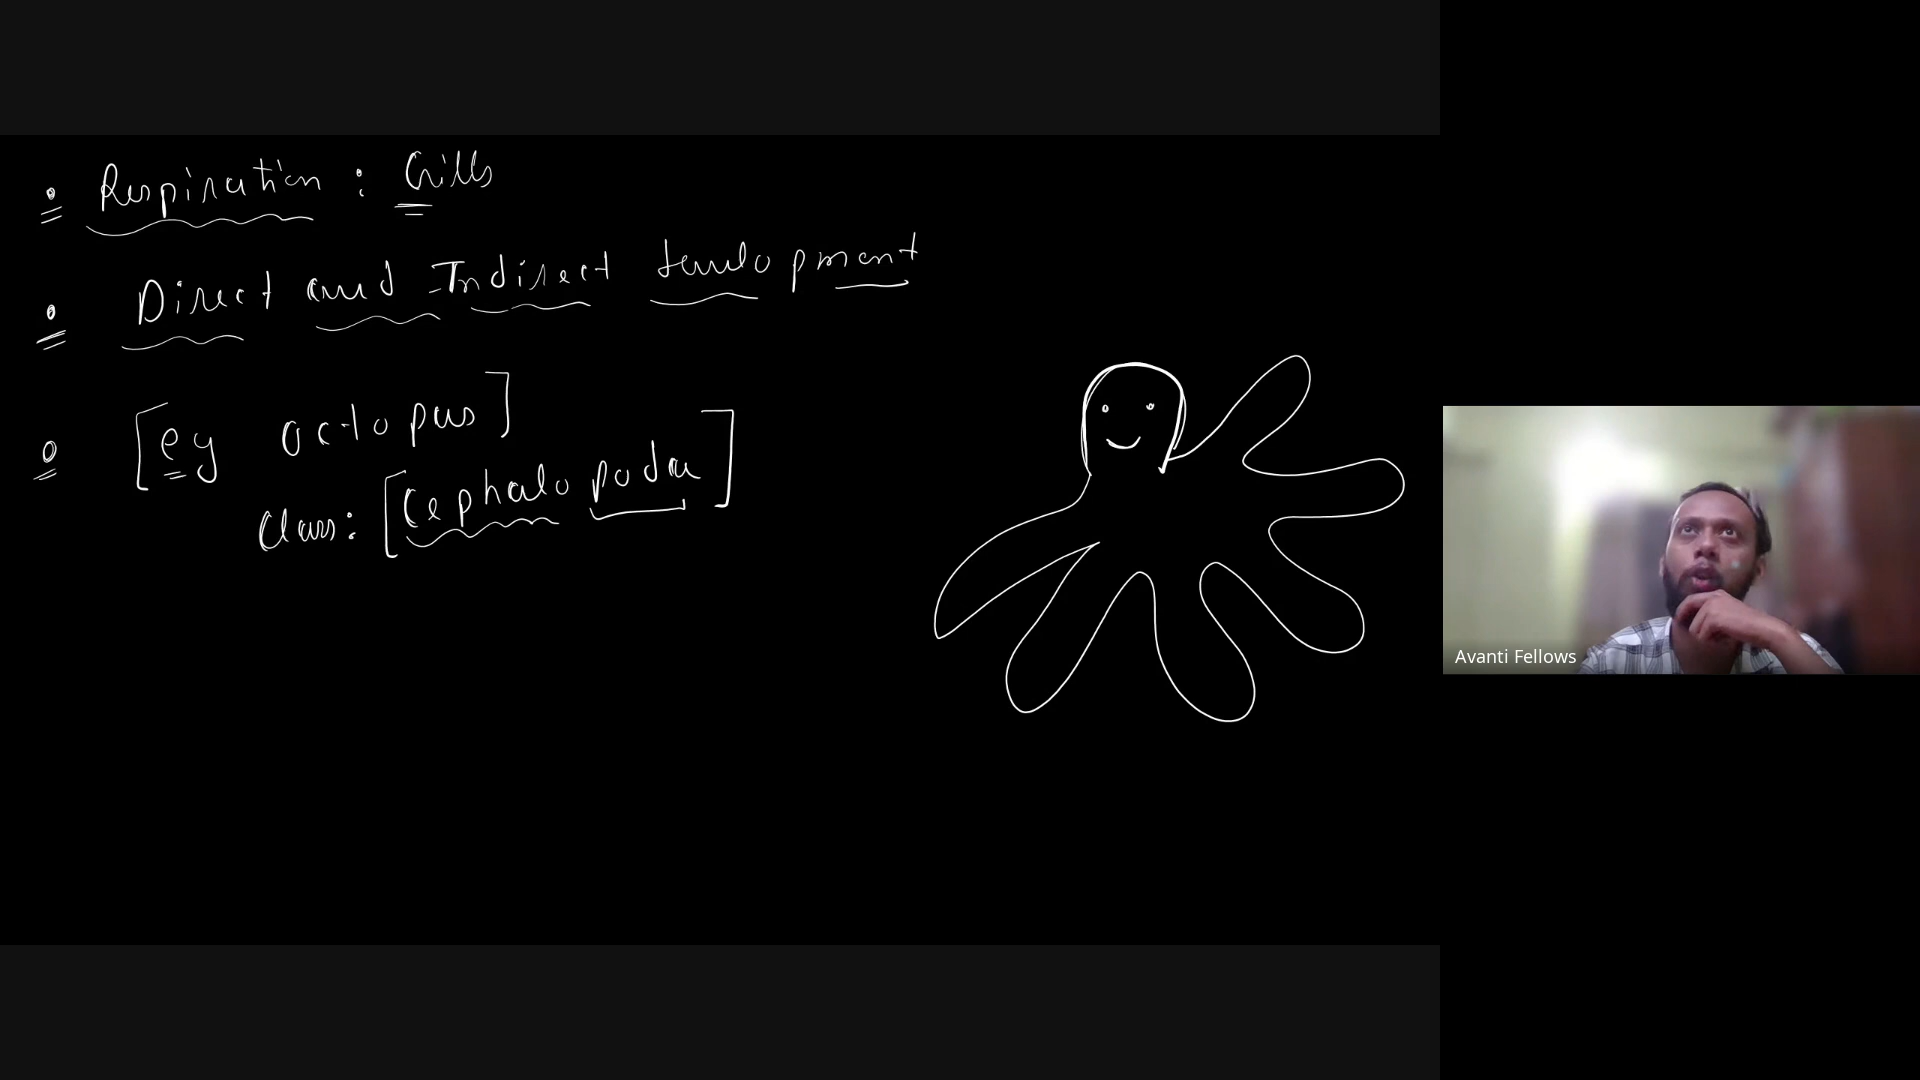 Respiration : Gills
Direct and Indirect development
[eg octopus]
Class: [Cephalopoda]
Avanti Fellows